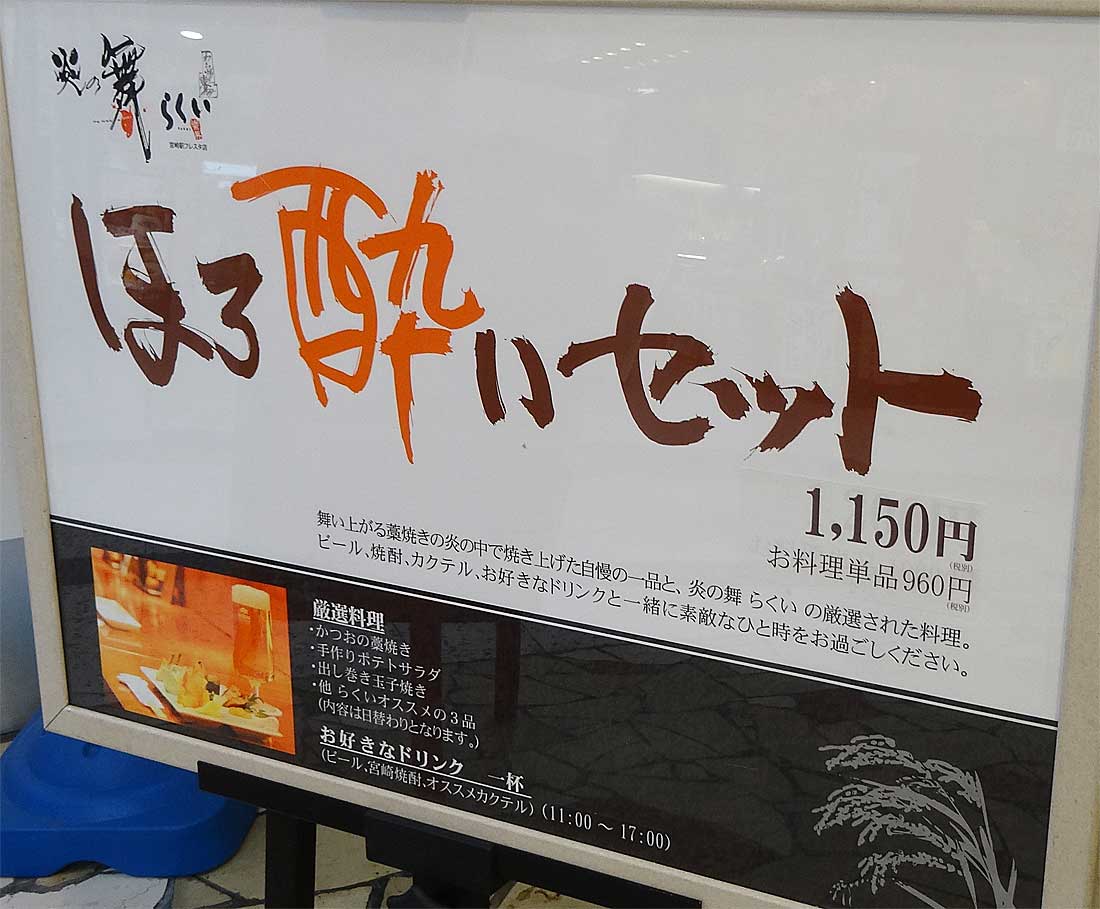 炎の舞 らくい
宮崎駅フレスタ店
ほろ酔いセット
1,150円
(税別)
お料理単品960円
(税別)
舞い上がる藁焼きの炎の中で焼き上げた自慢の一品と、炎の舞 らくい の厳選された料理。
ビール、焼酎、カクテル、お好きなドリンクと一緒に素敵なひと時をお過ごしください。
厳選料理
・かつおの藁焼き
・手作りポテトサラダ
・出し巻き玉子焼き
・他 らくいオススメの３品
(内容は日替わりとなります。)
お好きなドリンク 一杯
(ビール、宮崎焼酎、オススメカクテル) (11:00 ～ 17:00)